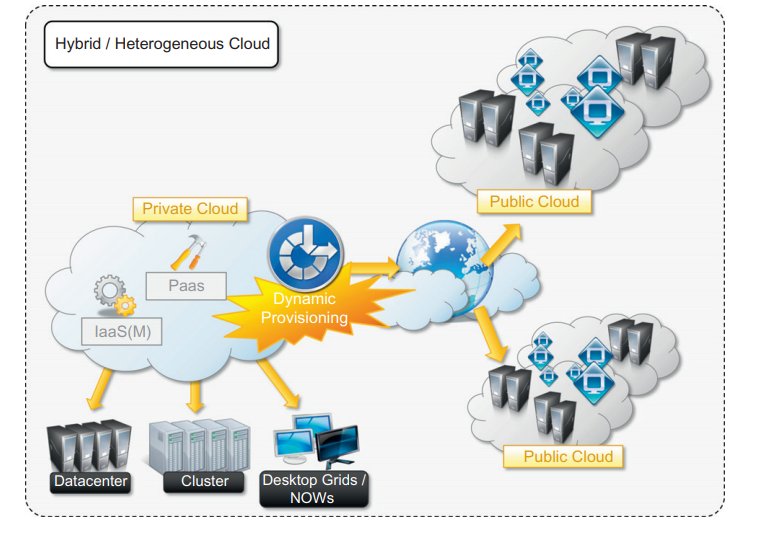 Hybrid / Heterogeneous Cloud
Public Cloud
Private Cloud
Paas
IaaS(M)
Dynamic
Provisioning
Public Cloud
Datacenter
Cluster
Desktop Grids /
NOWs